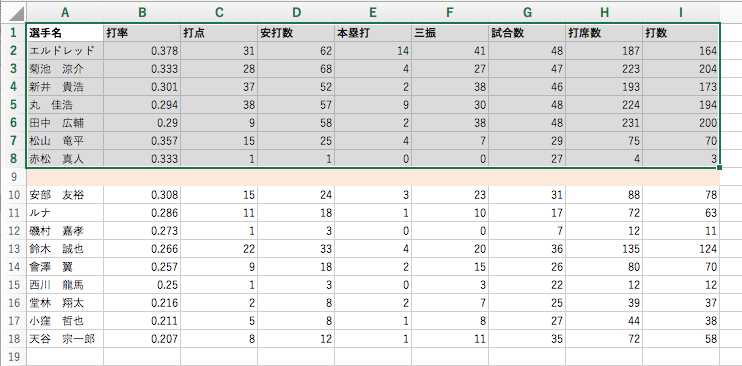 A B C D E F G H I
1 選手名 打率 打点 安打数 本塁打 三振 試合数 打席数 打数
2 エルドレッド 0.378 31 62 14 41 48 187 164
3 菊池　涼介 0.333 28 68 4 27 47 223 204
4 新井　貴浩 0.301 37 52 2 38 46 193 173
5 丸　佳浩 0.294 38 57 9 30 48 224 194
6 田中　広輔 0.29 9 58 2 38 48 231 200
7 松山　竜平 0.357 15 25 4 7 29 75 70
8 赤松　真人 0.333 1 1 0 0 27 4 3
9
10 安部　友裕 0.308 15 24 3 23 31 88 78
11 ルナ 0.286 11 18 1 10 17 72 63
12 磯村　嘉孝 0.273 1 3 0 0 7 12 11
13 鈴木　誠也 0.266 22 33 4 20 36 135 124
14 會澤　翼 0.257 9 18 2 15 26 80 70
15 西川　龍馬 0.25 1 3 0 3 22 12 12
16 堂林　翔太 0.216 2 8 2 7 25 39 37
17 小窪　哲也 0.211 5 8 1 8 27 44 38
18 天谷　宗一郎 0.207 8 12 1 11 35 72 58
19